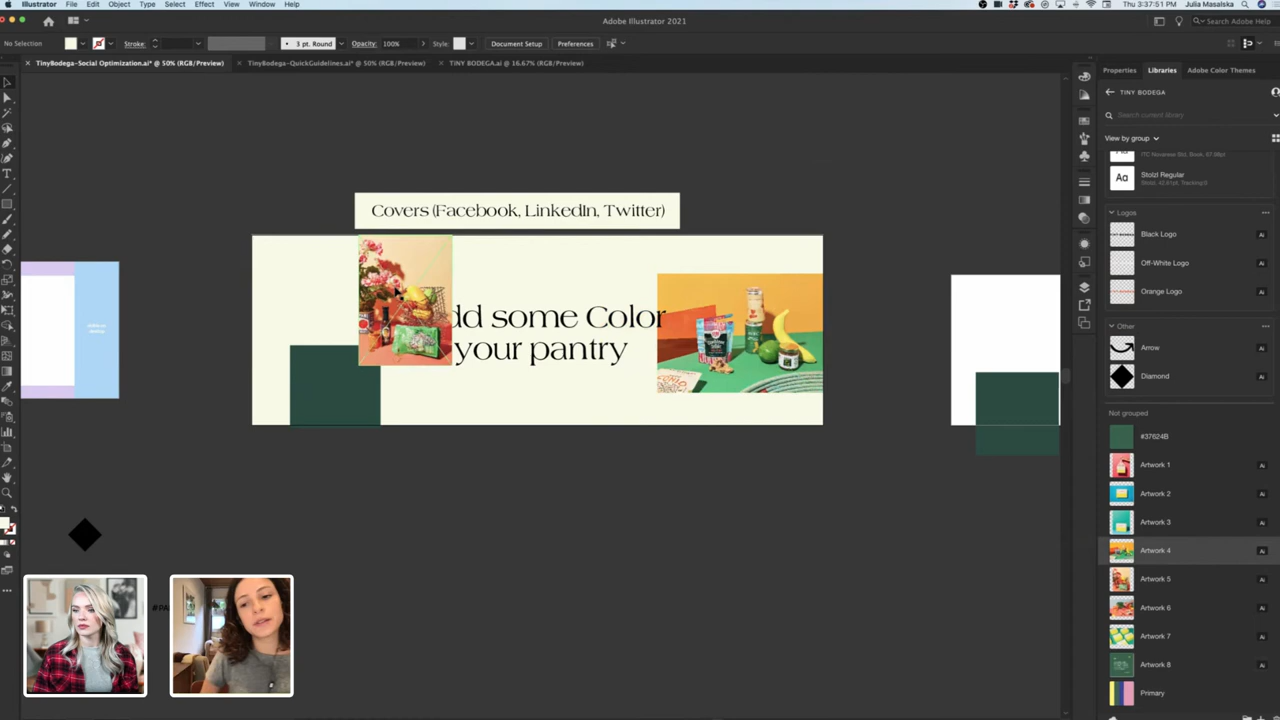 Illustrator File Edit Object Type Select Effect View Window Help
Thu 3:37:51 PM Julia Masalska
Adobe Illustrator 2021
Search Adobe Help
No Selection
Stroke:
3 pt. Round
Opacity: 100%
Style:
Document Setup
Preferences
TinyBodega-Social Optimization.ai* @ 50% (RGB/Preview)
TinyBodega-QuickGuidelines.ai* @ 50% (RGB/Preview)
TINY BODEGA.ai @ 16.67% (RGB/Preview)
Properties Libraries Adobe Color Themes
TINY BODEGA
Search current library
View by group
Aa
Stolzl Regular
Logos
Black Logo
Off-White Logo
Orange Logo
Other
Arrow
Diamond
Not grouped
#37624B
Artwork 1
Artwork 2
Artwork 3
Artwork 4
Artwork 5
Artwork 6
Artwork 7
Artwork 8
Primary
Covers (Facebook, LinkedIn, Twitter)
dd some Color
your pantry